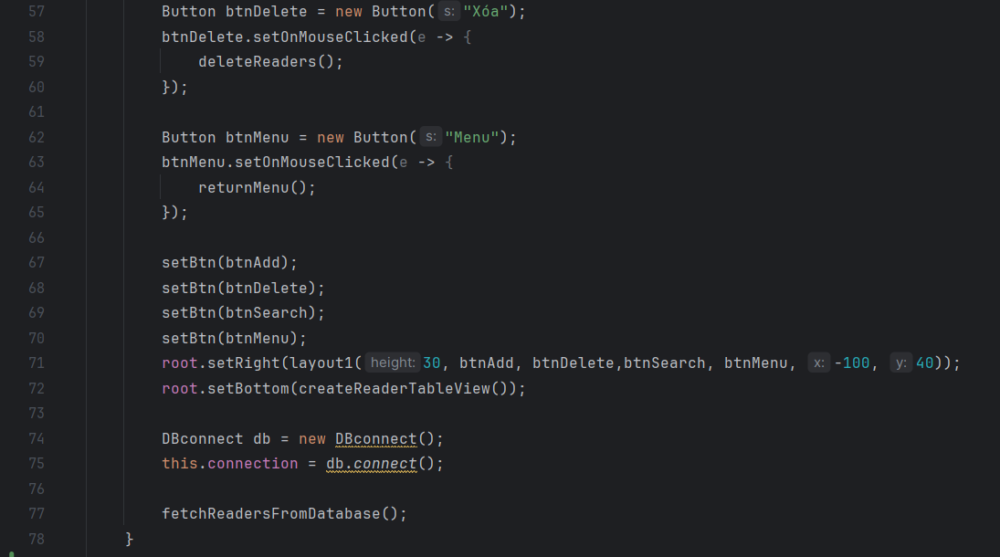 57 Button btnDelete = new Button( s: "Xóa");
58 btnDelete.setOnMouseClicked(e -> {
59 deleteReaders();
60 });
61
62 Button btnMenu = new Button( s: "Menu");
63 btnMenu.setOnMouseClicked(e -> {
64 returnMenu();
65 });
66
67 setBtn(btnAdd);
68 setBtn(btnDelete);
69 setBtn(btnSearch);
70 setBtn(btnMenu);
71 root.setRight(layout1( height: 30, btnAdd, btnDelete,btnSearch, btnMenu, x: -100, y: 40));
72 root.setBottom(createReaderTableView());
73
74 DBconnect db = new DBconnect();
75 this.connection = db.connect();
76
77 fetchReadersFromDatabase();
78 }